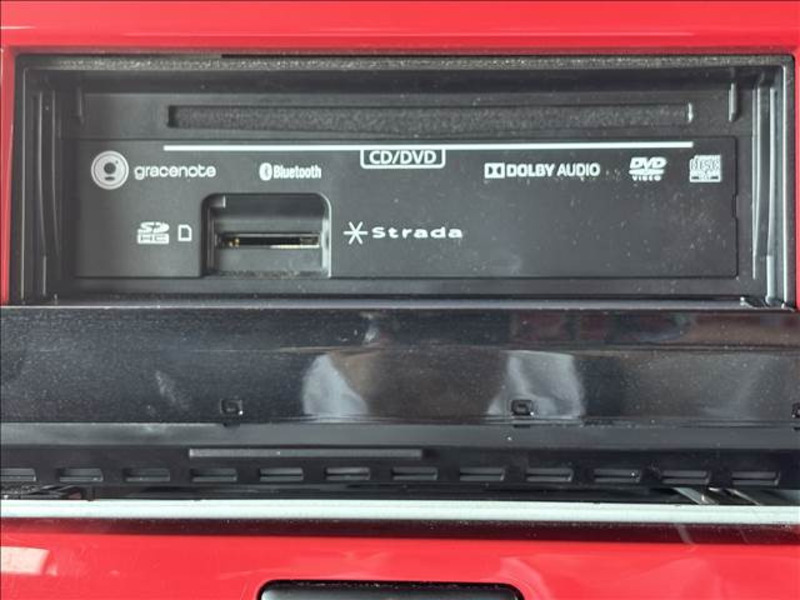 gracenote
Bluetooth
CD/DVD
DOLBY AUDIO
DVD
VIDEO
SD
HC
Strada